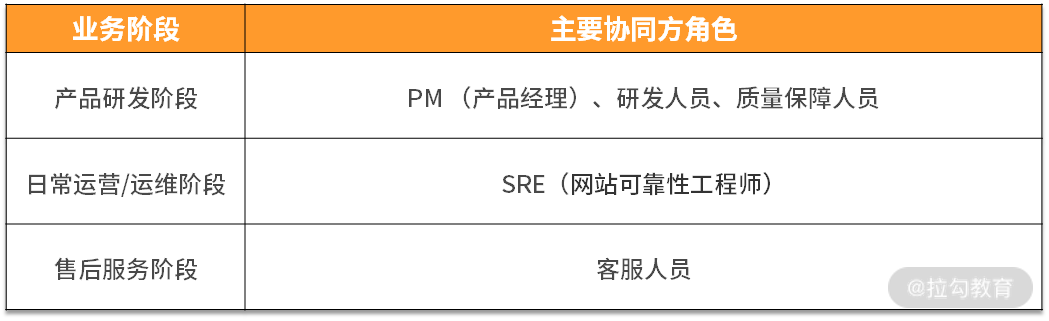 业务阶段 主要协同方角色
产品研发阶段 PM （产品经理）、研发人员、质量保障人员
日常运营/运维阶段 SRE（网站可靠性工程师）
售后服务阶段 客服人员
@拉勾教育